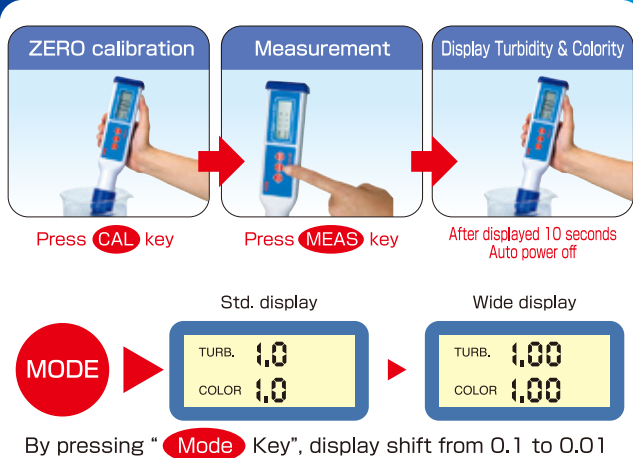 ZERO calibration
Measurement
Display Turbidity & Colority
Press CAL key
Press MEAS key
After displayed 10 seconds
Auto power off
Std. display
Wide display
MODE
TURB. 1.0
COLOR 1.0
TURB. 1.00
COLOR 1.00
By pressing “ Mode Key”, display shift from 0.1 to 0.01